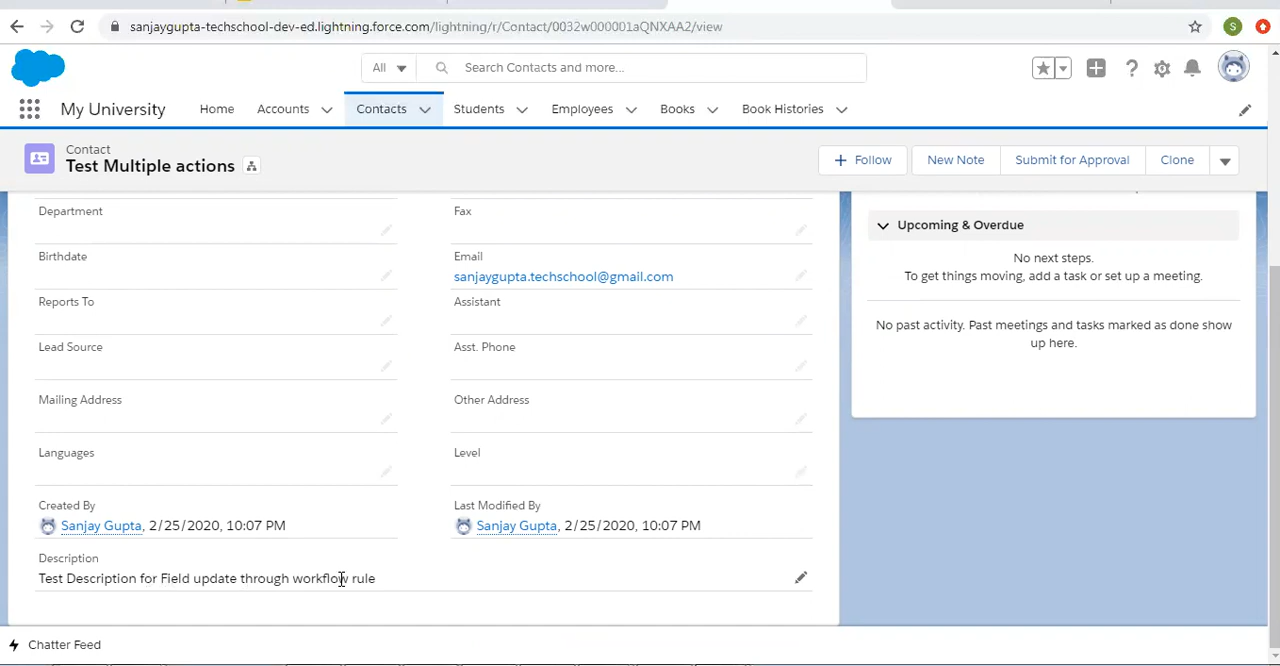 sanjaygupta-techschool-dev-ed.lightning.force.com/lightning/r/Contact/0032w000001aQNXAA2/view
S
All
Search Contacts and more...
My University
Home
Accounts
Contacts
Students
Employees
Books
Book Histories
Contact
Test Multiple actions
Follow
New Note
Submit for Approval
Clone
Department
Fax
Birthdate
Email
sanjaygupta.techschool@gmail.com
Reports To
Assistant
Lead Source
Asst. Phone
Mailing Address
Other Address
Languages
Level
Created By
Sanjay Gupta, 2/25/2020, 10:07 PM
Last Modified By
Sanjay Gupta, 2/25/2020, 10:07 PM
Description
Test Description for Field update through workflow rule
Upcoming & Overdue
No next steps.
To get things moving, add a task or set up a meeting.
No past activity. Past meetings and tasks marked as done show
up here.
Chatter Feed